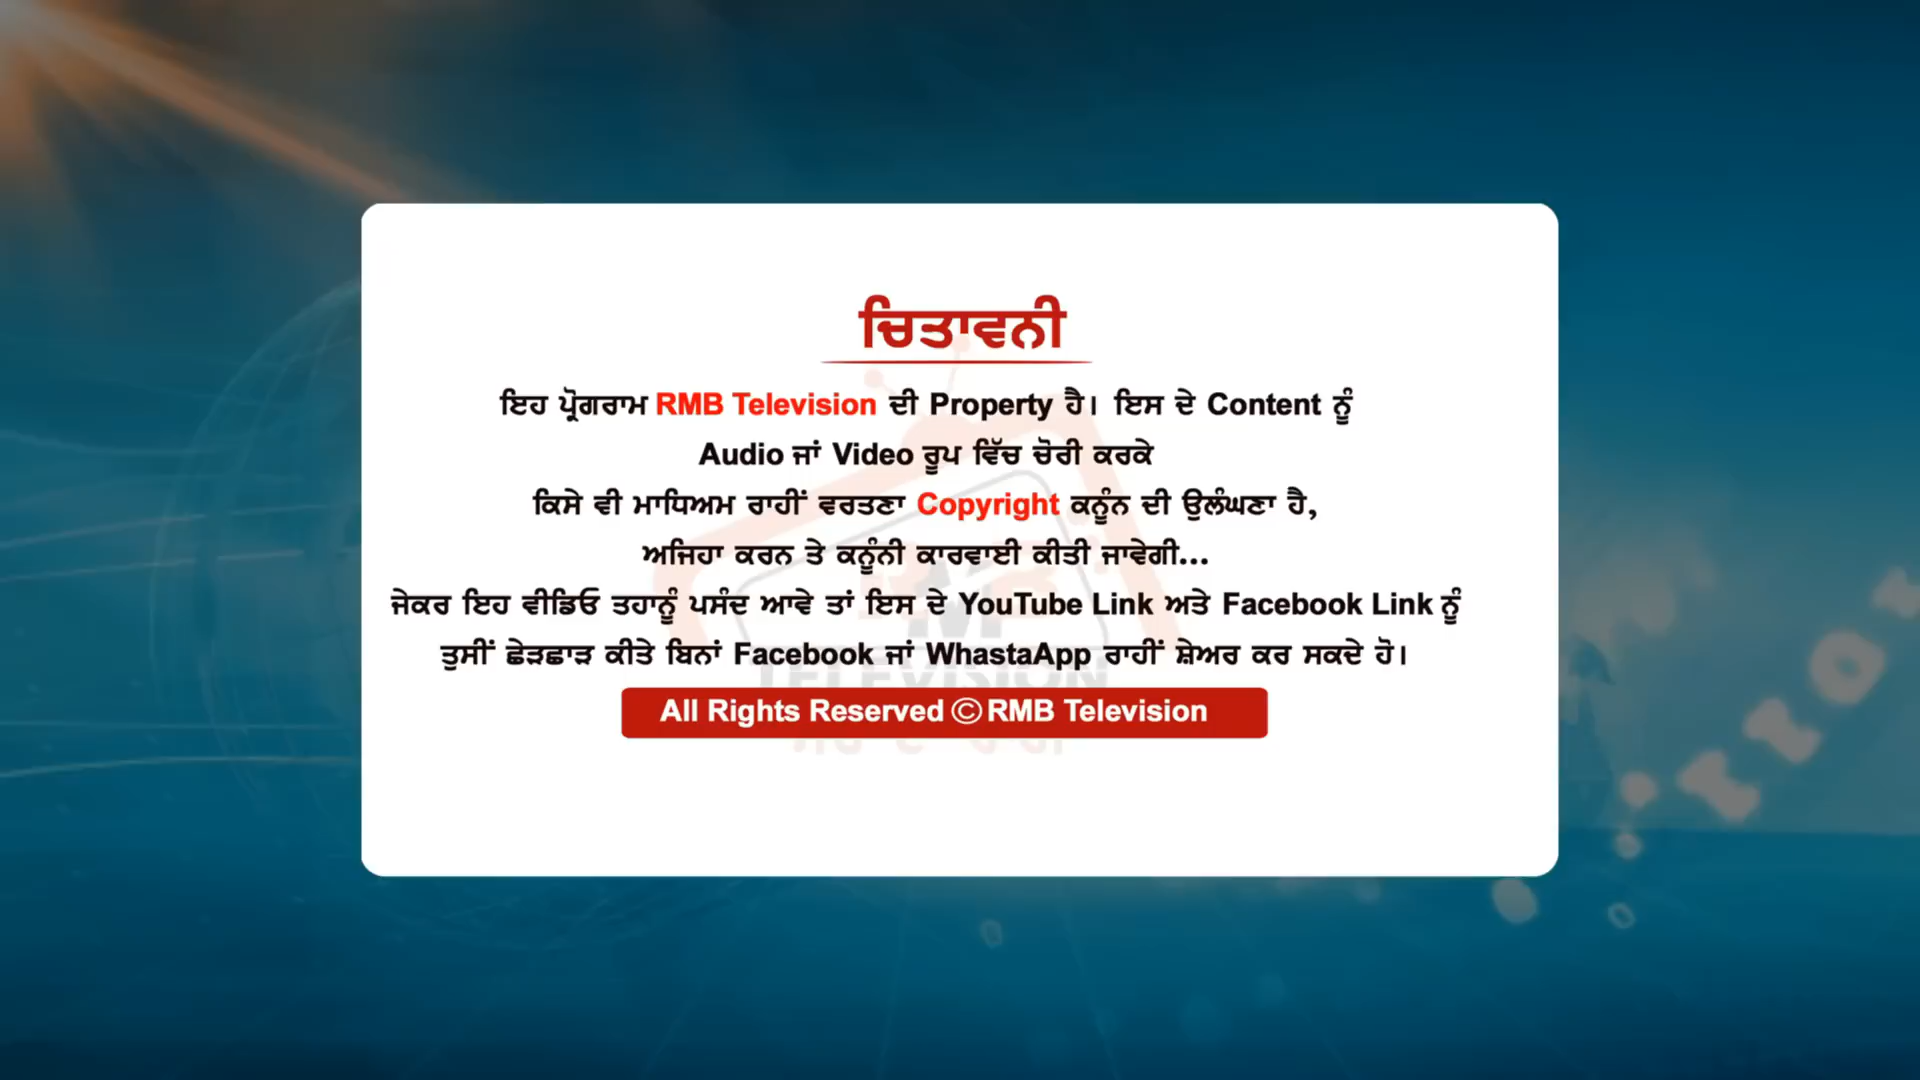 ਚਿਤਾਵਨੀ
ਇਹ ਪ੍ਰੋਗਰਾਮ RMB Television ਦੀ Property ਹੈ। ਇਸ ਦੇ Content ਨੂੰ
Audio ਜਾਂ Video ਰੂਪ ਵਿੱਚ ਚੋਰੀ ਕਰਕੇ
ਕਿਸੇ ਵੀ ਮਾਧਿਅਮ ਰਾਹੀਂ ਵਰਤਣਾ Copyright ਕਨੂੰਨ ਦੀ ਉਲੰਘਣਾ ਹੈ,
ਅਜਿਹਾ ਕਰਨ ਤੇ ਕਨੂੰਨੀ ਕਾਰਵਾਈ ਕੀਤੀ ਜਾਵੇਗੀ...
ਜੇਕਰ ਇਹ ਵੀਡਿਓ ਤਹਾਨੂੰ ਪਸੰਦ ਆਵੇ ਤਾਂ ਇਸ ਦੇ YouTube Link ਅਤੇ Facebook Link ਨੂੰ
ਤੁਸੀਂ ਛੇੜਛਾੜ ਕੀਤੇ ਬਿਨਾਂ Facebook ਜਾਂ WhastaApp ਰਾਹੀਂ ਸ਼ੇਅਰ ਕਰ ਸਕਦੇ ਹੋ।
TELEVISION
All Rights Reserved © RMB Television